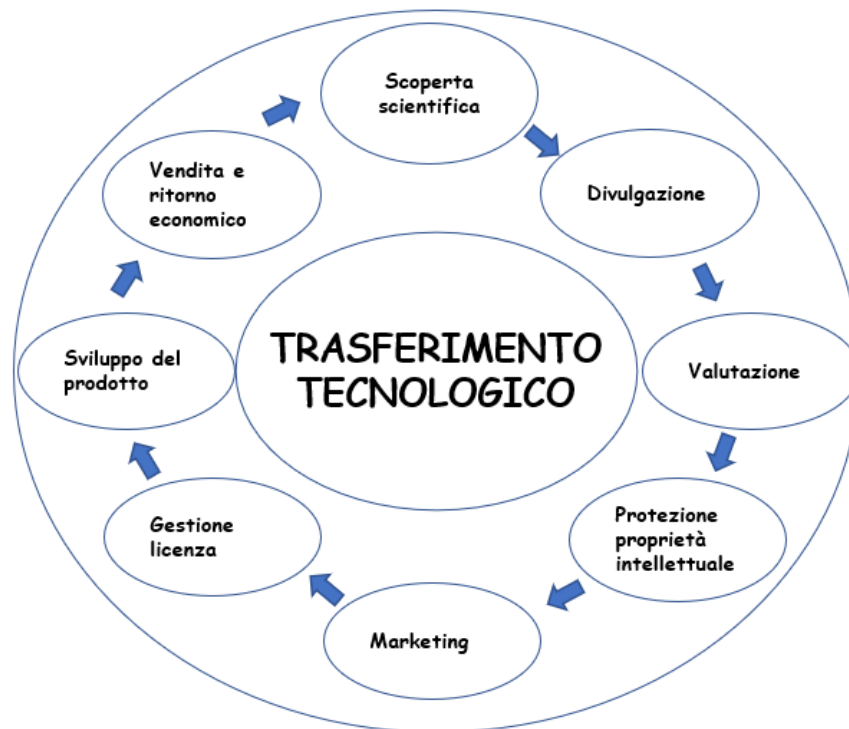 Scoperta
scientifica
Divulgazione
Valutazione
Protezione
proprietà
intellettuale
Marketing
Gestione
licenza
Sviluppo del
prodotto
Vendita e
ritorno
economico
TRASFERIMENTO
TECNOLOGICO